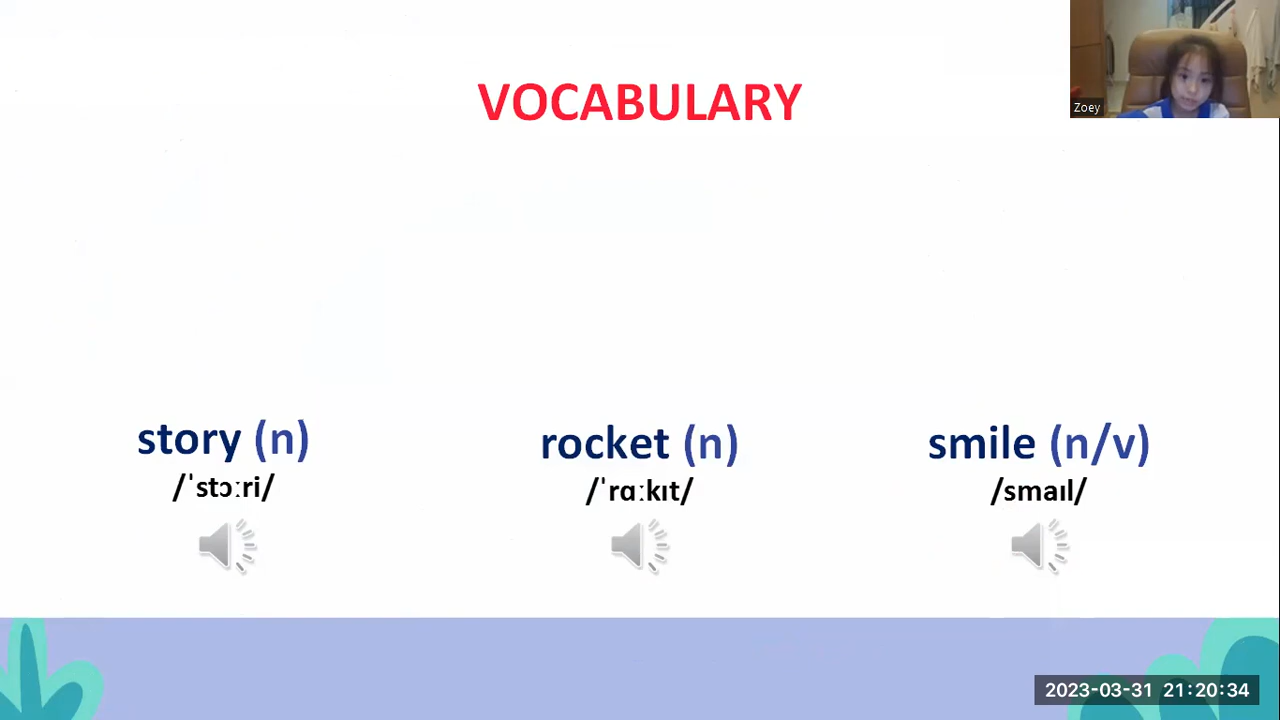 VOCABULARY
Zoey
story (n)
rocket (n)
smile (n/v)
/ˈstɔːri/
/ˈrɑːkɪt/
/smaɪl/
2023-03-31 21:20:34